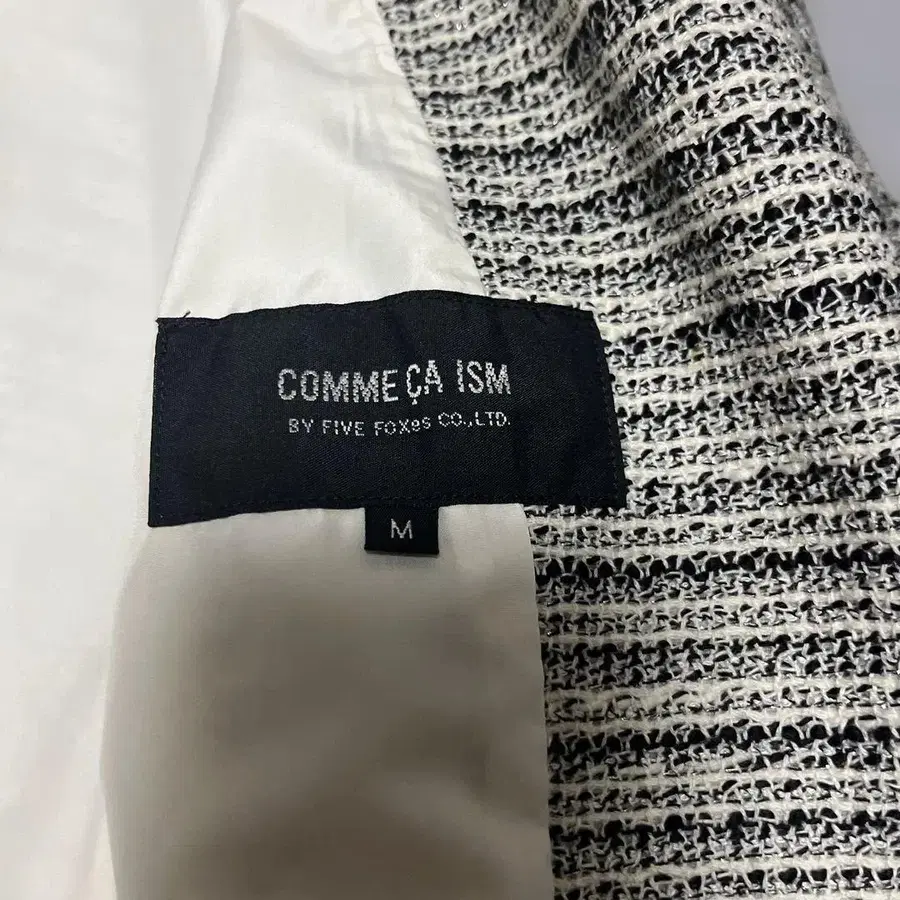 COMME ÇA ISM
BY FIVE FOXes CO.,LTD.
M